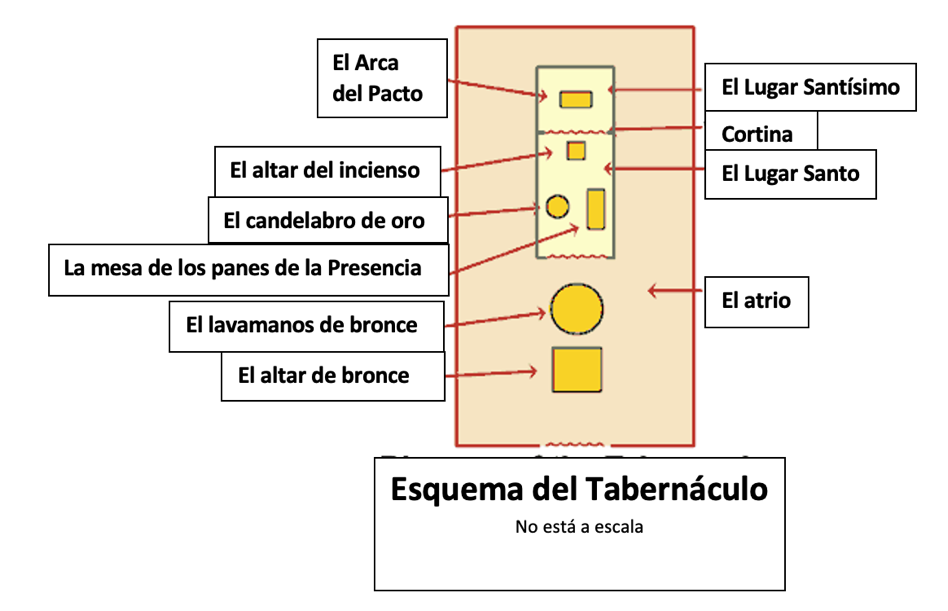 El Arca
del Pacto
El Lugar Santísimo
Cortina
El altar del incienso
El Lugar Santo
El candelabro de oro
La mesa de los panes de la Presencia
El atrio
El lavamanos de bronce
El altar de bronce
Esquema del Tabernáculo
No está a escala